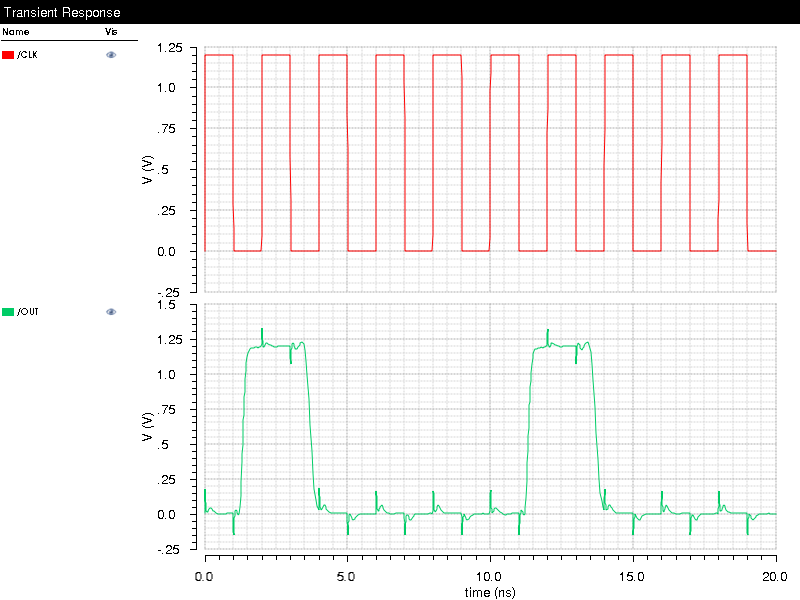 Transient Response
Name Vis
/CLK
1.25
1.0
.75
.5
.25
0.0
-.25
V (V)
/OUT
1.5
1.25
1.0
.75
.5
.25
0.0
-.25
V (V)
0.0 5.0 10.0 15.0 20.0
time (ns)